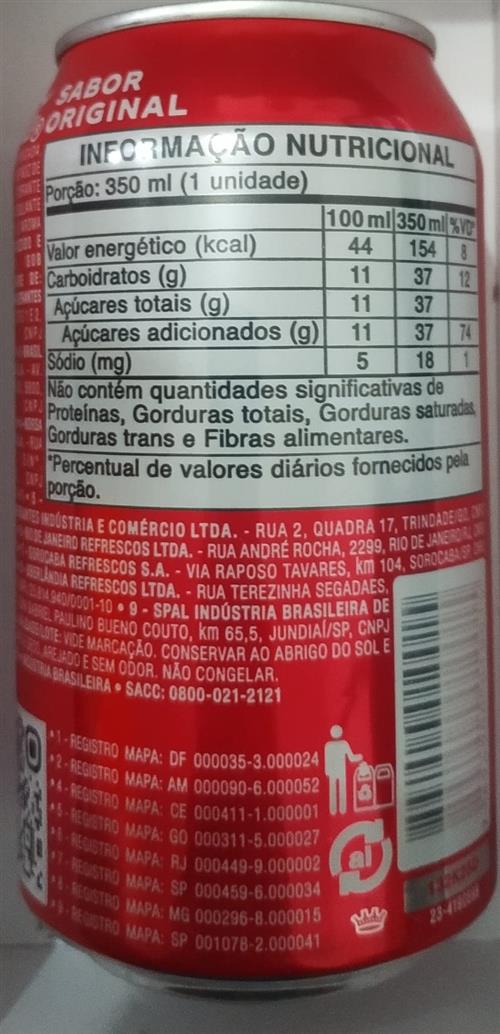 SABOR
ORIGINAL
INFORMAÇÃO NUTRICIONAL
Porção: 350 ml (1 unidade)
100 ml 350 ml %VD*
Valor energético (kcal) 44 154 8
Carboidratos (g) 11 37 12
Açúcares totais (g) 11 37
Açúcares adicionados (g) 11 37 74
Sódio (mg) 5 18 1
Não contém quantidades significativas de
Proteínas, Gorduras totais, Gorduras saturadas,
Gorduras trans e Fibras alimentares.
*Percentual de valores diários fornecidos pela
porção.
INDÚSTRIA E COMÉRCIO LTDA. - RUA 2, QUADRA 17, TRINDADE/GO,
DE JANEIRO REFRESCOS LTDA. - RUA ANDRÉ ROCHA, 2299, RIO DE JANEIRO/RJ,
SOROCABA REFRESCOS S.A. - VIA RAPOSO TAVARES, km 104, SOROCABA/SP,
REFRESCOS LTDA. - RUA TEREZINHA SEGADAES,
940/0001-10 • 9 - SPAL INDÚSTRIA BRASILEIRA DE
GABRIEL PAULINO BUENO COUTO, km 65,5, JUNDIAÍ/SP, CNPJ
VIDE MARCAÇÃO. CONSERVAR AO ABRIGO DO SOL E
AREJADO E SEM ODOR. NÃO CONGELAR.
INDÚSTRIA BRASILEIRA • SACC: 0800-021-2121
• 1 - REGISTRO MAPA: DF 000035-3.000024
• 2 - REGISTRO MAPA: AM 000090-6.000052
• 4 - REGISTRO MAPA: CE 000411-1.000001
• 5 - REGISTRO MAPA: GO 000311-5.000027
• 6 - REGISTRO MAPA: RJ 000449-9.000002
• 7 - REGISTRO MAPA: SP 000459-6.000034
• 8 - REGISTRO MAPA: MG 000296-8.000015
• 9 - REGISTRO MAPA: SP 001078-2.000041
al